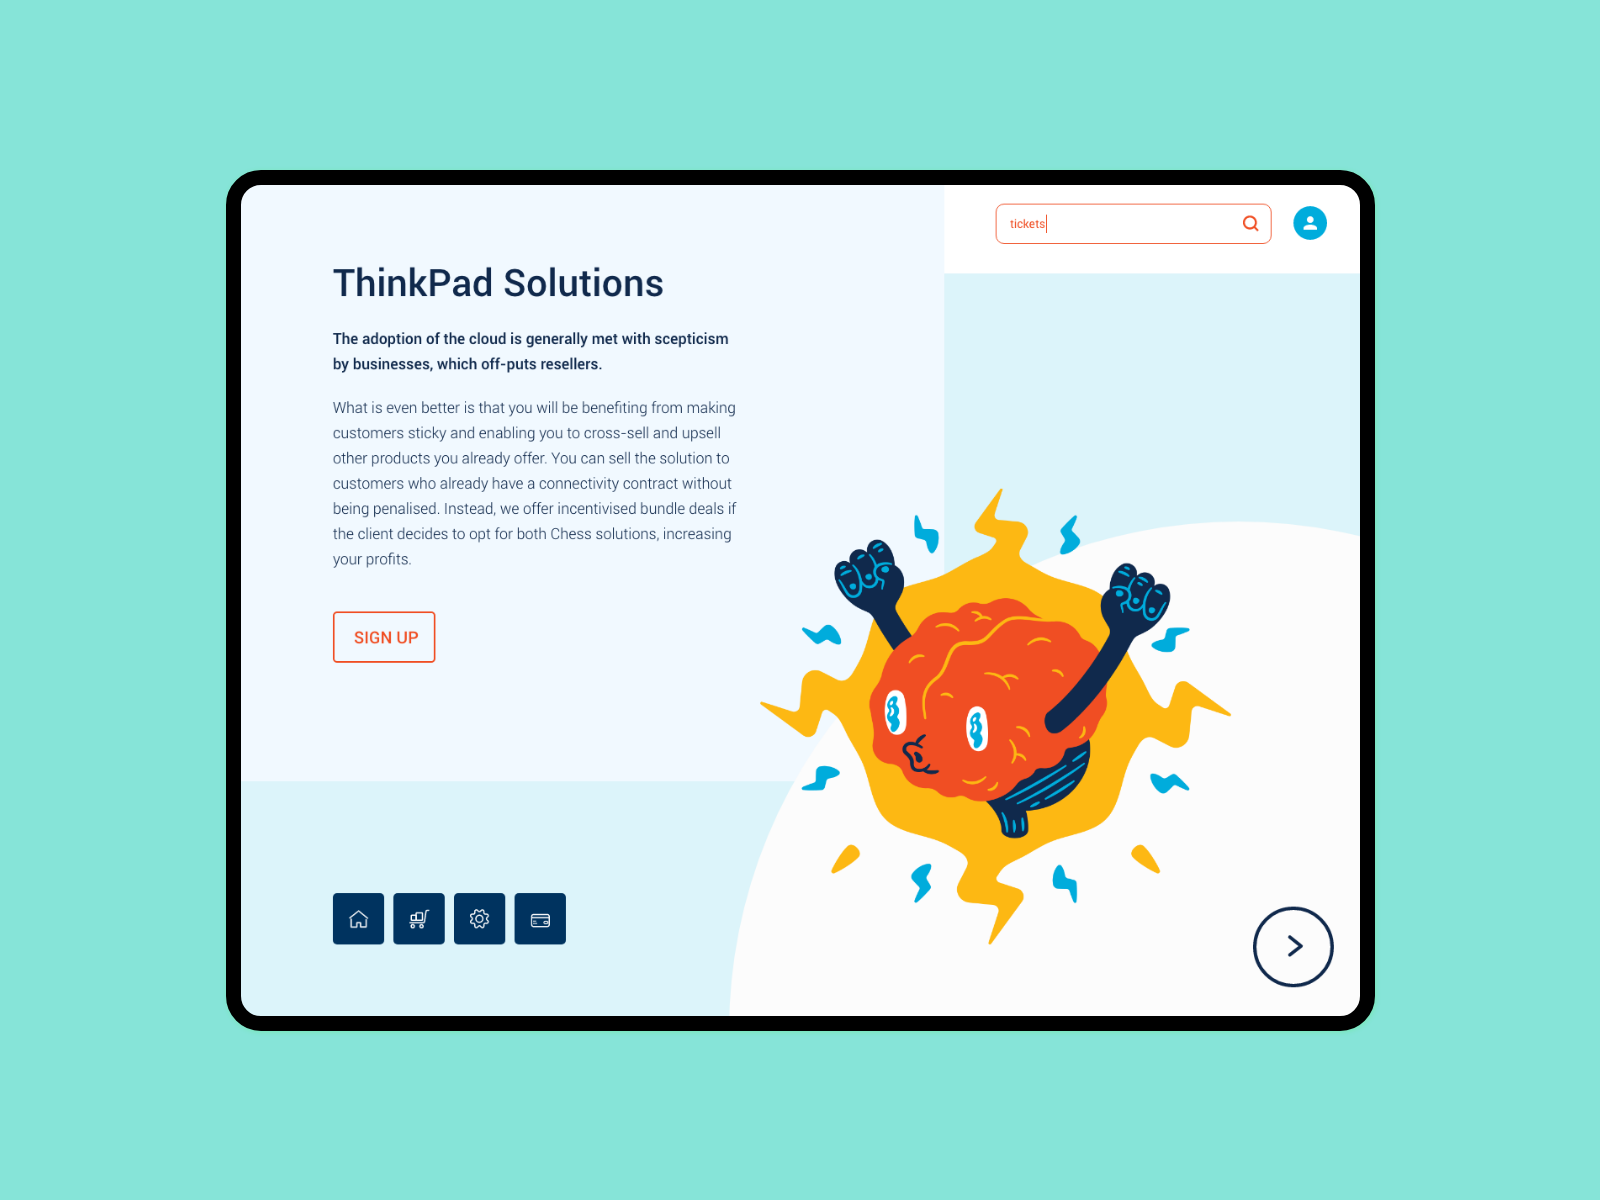 tickets
ThinkPad Solutions
The adoption of the cloud is generally met with scepticism
by businesses, which off-puts resellers.
What is even better is that you will be benefiting from making
customers sticky and enabling you to cross-sell and upsell
other products you already offer. You can sell the solution to
customers who already have a connectivity contract without
being penalised. Instead, we offer incentivised bundle deals if
the client decides to opt for both Chess solutions, increasing
your profits.
SIGN UP